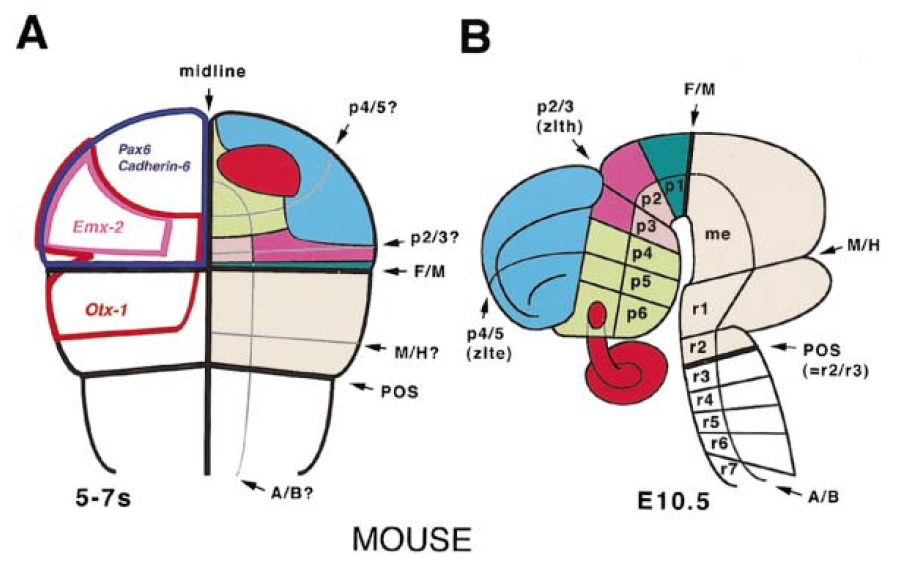 A
midline
p4/5?
Pax6
Cadherin-6
Emx-2
p2/3?
F/M
Otx-1
M/H?
POS
A/B?
5-7s
B
F/M
p2/3
(zlth)
p1
p2
p3
me
p4
M/H
p5
p6
r1
p4/5
(zlte)
r2
POS
(=r2/r3)
r3
r4
r5
r6
r7
A/B
E10.5
MOUSE